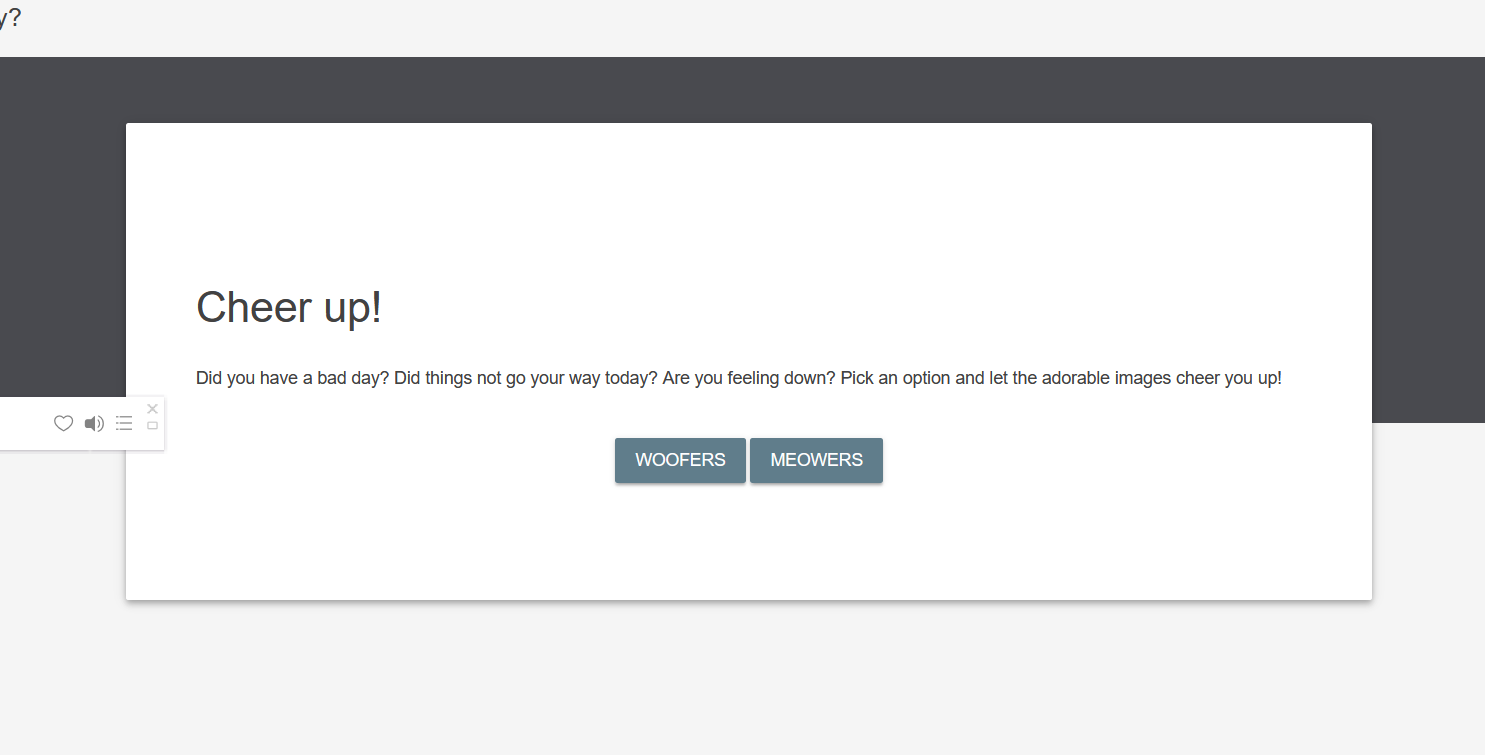 y?
Cheer up!
Did you have a bad day? Did things not go your way today? Are you feeling down? Pick an option and let the adorable images cheer you up!
WOOFERS MEOWERS